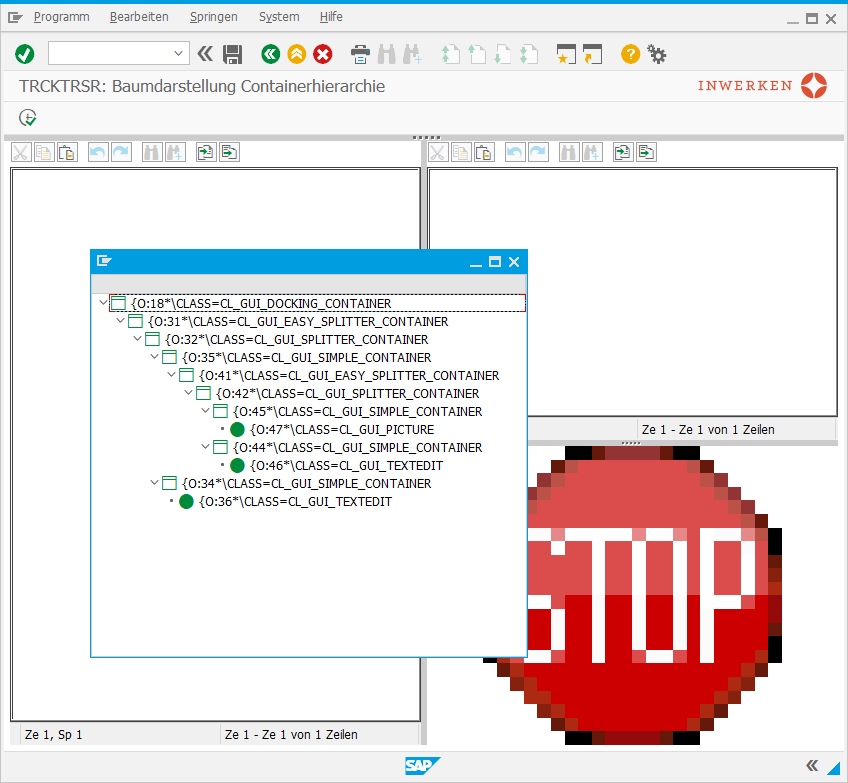 Programm Bearbeiten Springen System Hilfe
TRCKTRSR: Baumdarstellung Containerhierarchie
INWERKEN
{O:18*\CLASS=CL_GUI_DOCKING_CONTAINER
{O:31*\CLASS=CL_GUI_EASY_SPLITTER_CONTAINER
{O:32*\CLASS=CL_GUI_SPLITTER_CONTAINER
{O:35*\CLASS=CL_GUI_SIMPLE_CONTAINER
{O:41*\CLASS=CL_GUI_EASY_SPLITTER_CONTAINER
{O:42*\CLASS=CL_GUI_SPLITTER_CONTAINER
{O:45*\CLASS=CL_GUI_SIMPLE_CONTAINER
{O:47*\CLASS=CL_GUI_PICTURE
{O:44*\CLASS=CL_GUI_SIMPLE_CONTAINER
{O:46*\CLASS=CL_GUI_TEXTEDIT
{O:34*\CLASS=CL_GUI_SIMPLE_CONTAINER
{O:36*\CLASS=CL_GUI_TEXTEDIT
Ze 1 - Ze 1 von 1 Zeilen
STOP
Ze 1, Sp 1 Ze 1 - Ze 1 von 1 Zeilen
SAP